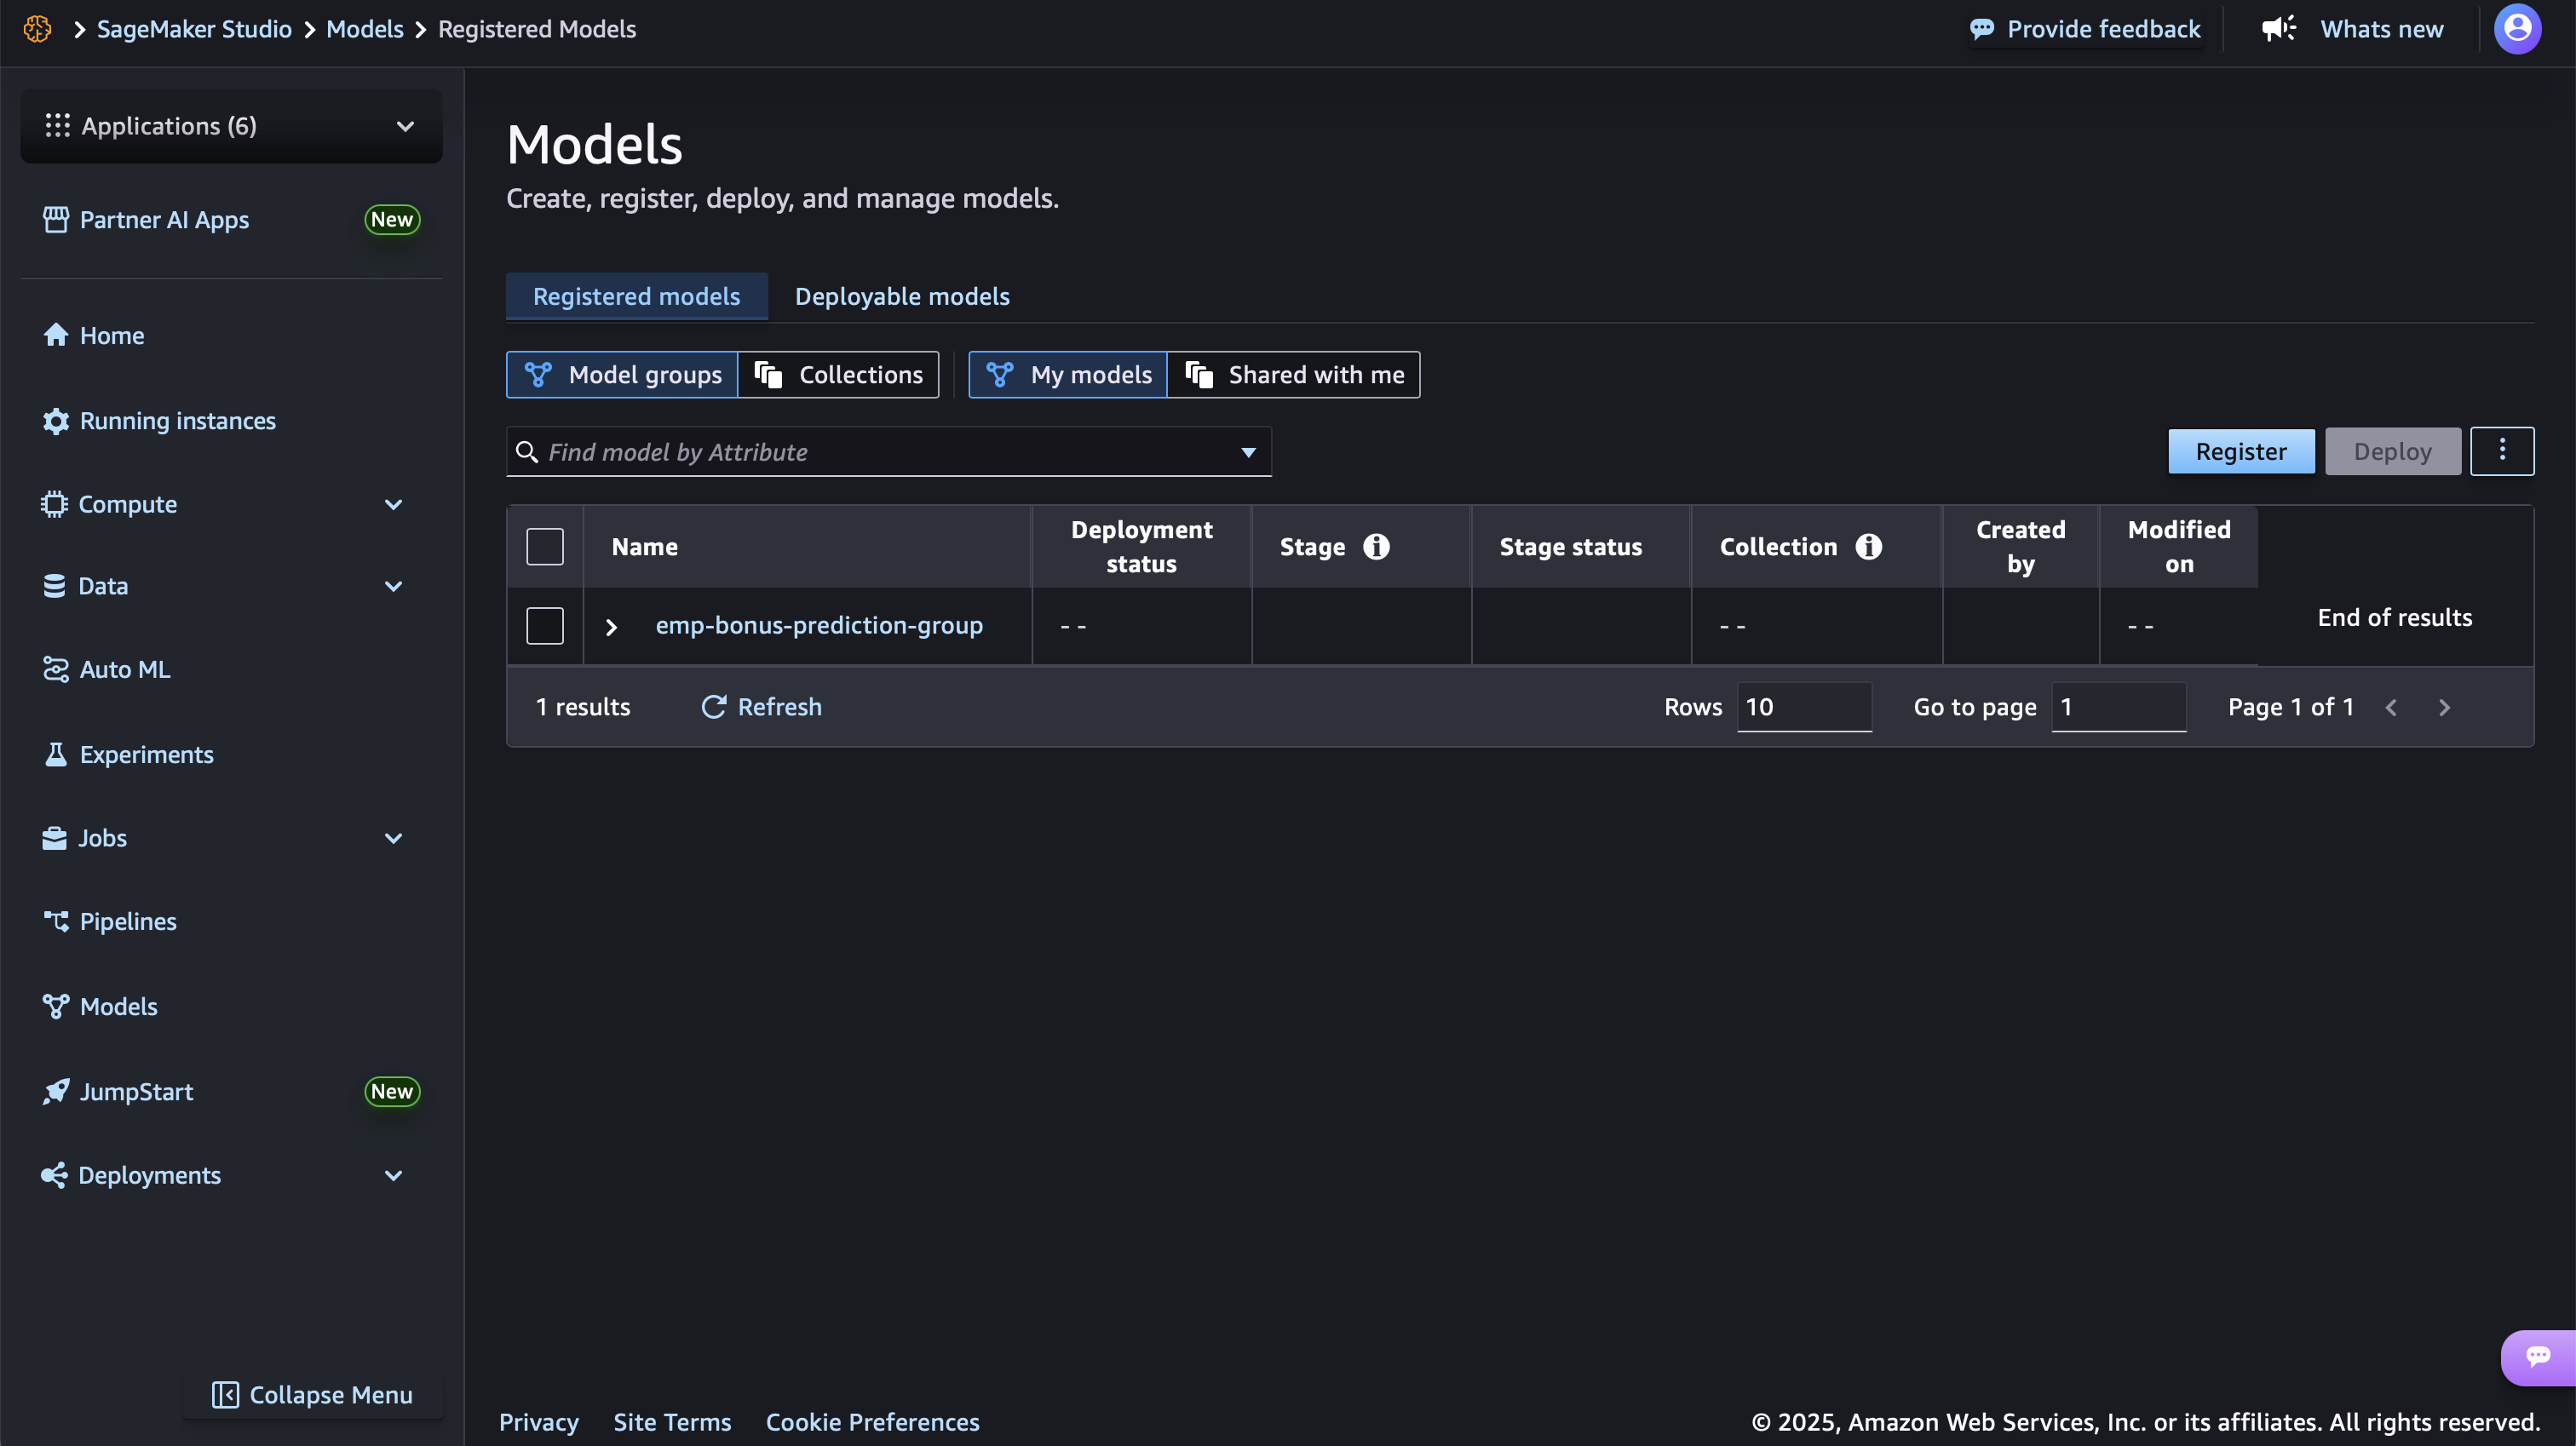 SageMaker Studio
Models
Registered Models
Provide feedback
Whats new
Applications (6)
Partner AI Apps
New
Home
Running instances
Compute
Data
Auto ML
Experiments
Jobs
Pipelines
Models
JumpStart
New
Deployments
Collapse Menu
Models
Create, register, deploy, and manage models.
Registered models
Deployable models
Model groups
Collections
My models
Shared with me
Find model by Attribute
Register
Deploy
Name
Deployment
status
Stage
Stage status
Collection
Created
by
Modified
on
emp-bonus-prediction-group
--
--
--
End of results
1 results
Refresh
Rows
10
Go to page
1
Page 1 of 1
Privacy
Site Terms
Cookie Preferences
© 2025, Amazon Web Services, Inc. or its affiliates. All rights reserved.